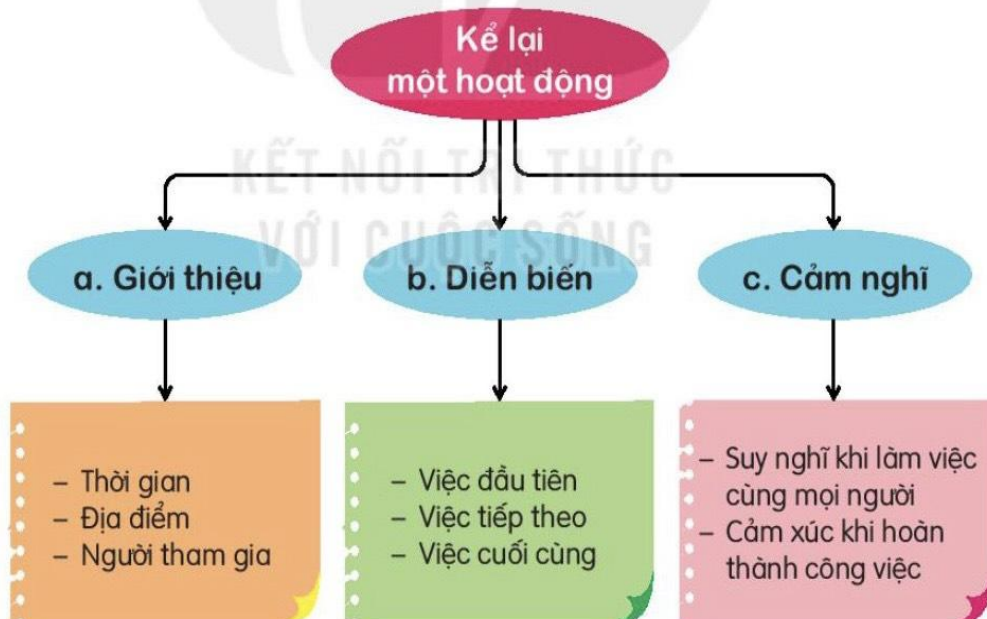 Kể lại
một hoạt động
KẾT NỐI TRI THỨC
VỚI CUỘC SỐNG
a. Giới thiệu
b. Diễn biến
c. Cảm nghĩ
– Thời gian
– Địa điểm
– Người tham gia
– Việc đầu tiên
– Việc tiếp theo
– Việc cuối cùng
– Suy nghĩ khi làm việc
cùng mọi người
– Cảm xúc khi hoàn
thành công việc